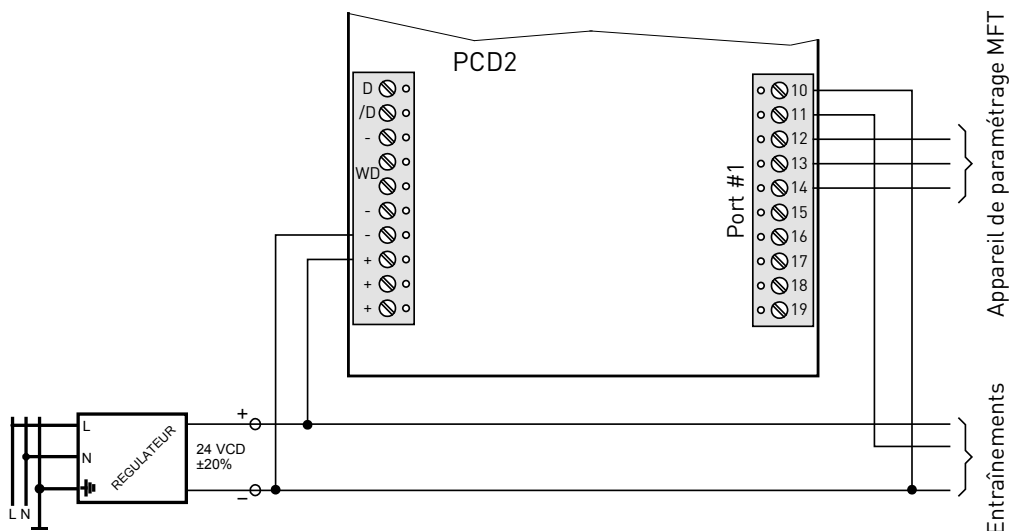 PCD2
D
/D
-
WD
-
-
+
+
+
10
11
12
13
14
15
16
17
18
19
Port #1
Appareil de paramétrage MFT
Entraînements
L
N
REGULATEUR
+
24 VCD
±20%
–
L N